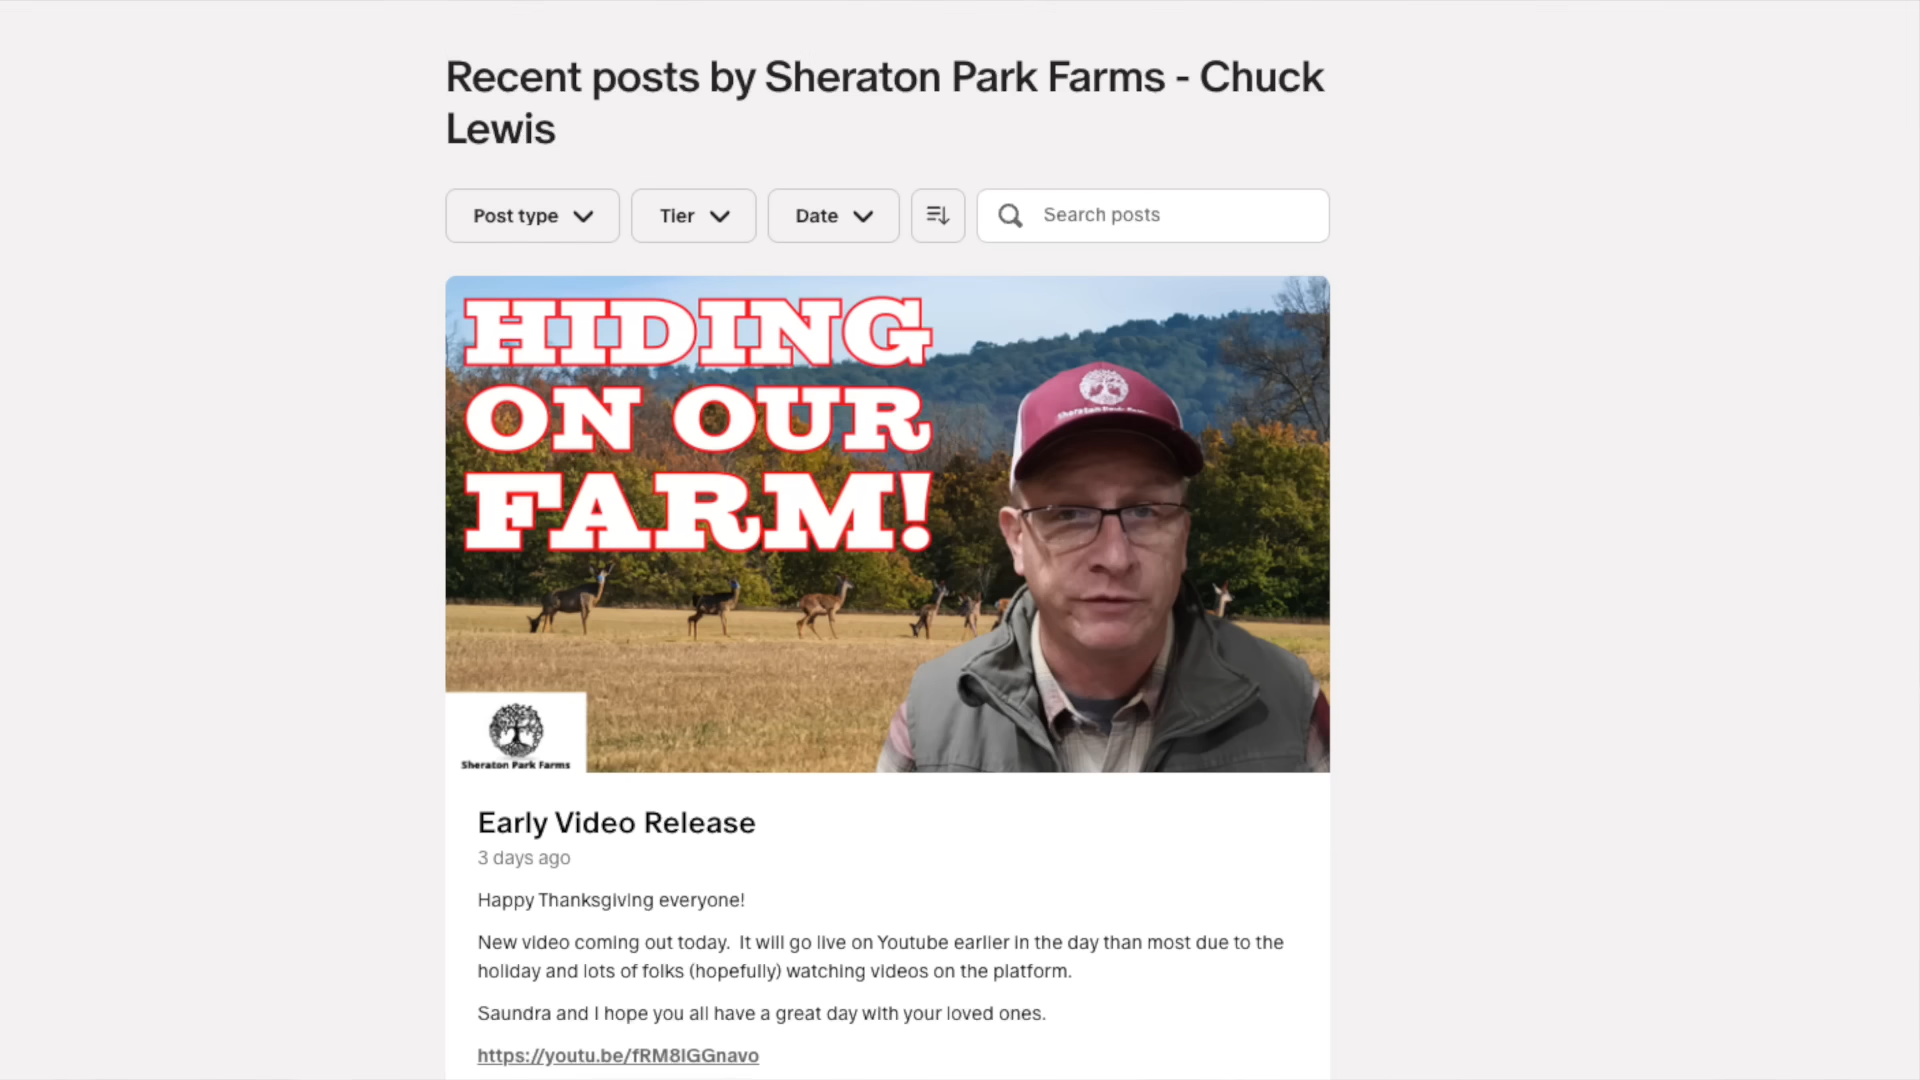 Recent posts by Sheraton Park Farms - Chuck
Lewis
Post type
Tier
Date
Search posts
HIDING
ON OUR
FARM!
Sheraton Park Farms
Sheraton Park Farms
Early Video Release
3 days ago
Happy Thanksgiving everyone!
New video coming out today. It will go live on Youtube earlier in the day than most due to the
holiday and lots of folks (hopefully) watching videos on the platform.
Saundra and I hope you all have a great day with your loved ones.
https://youtu.be/fRM8IGGnavo